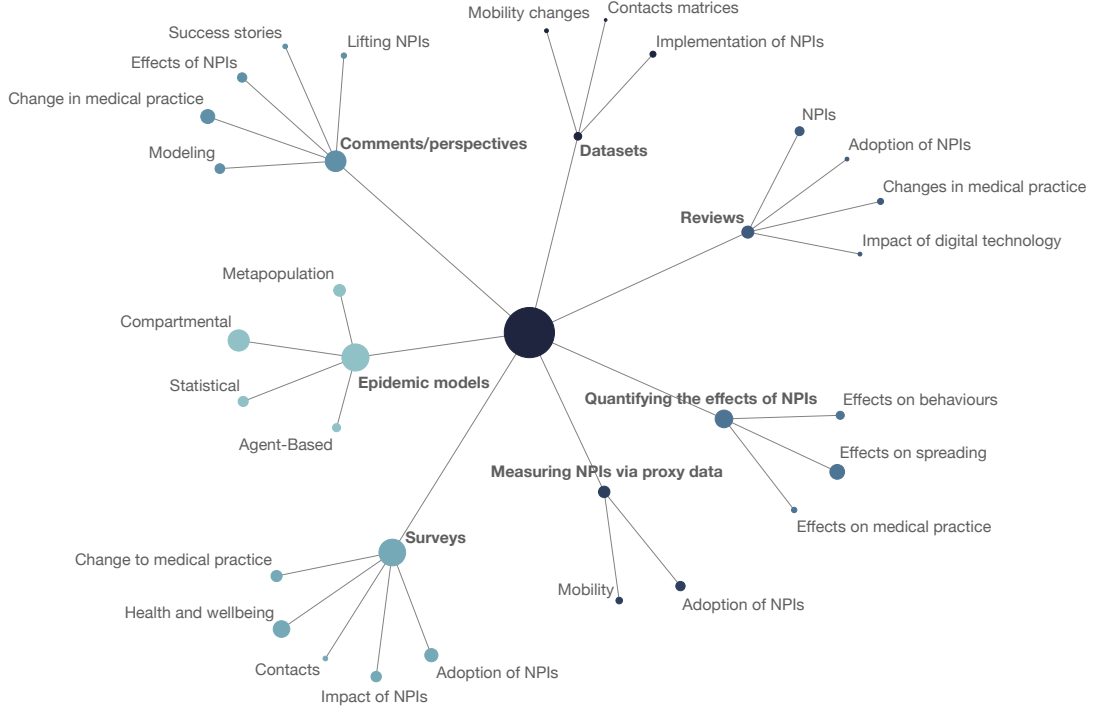 Mobility changes
Contacts matrices
Implementation of NPIs
Datasets
Success stories
Lifting NPIs
Effects of NPIs
Change in medical practice
Modeling
Comments/perspectives
NPIs
Adoption of NPIs
Changes in medical practice
Impact of digital technology
Reviews
Metapopulation
Compartmental
Statistical
Agent-Based
Epidemic models
Quantifying the effects of NPIs
Effects on behaviours
Effects on spreading
Effects on medical practice
Measuring NPIs via proxy data
Mobility
Adoption of NPIs
Surveys
Change to medical practice
Health and wellbeing
Contacts
Impact of NPIs
Adoption of NPIs